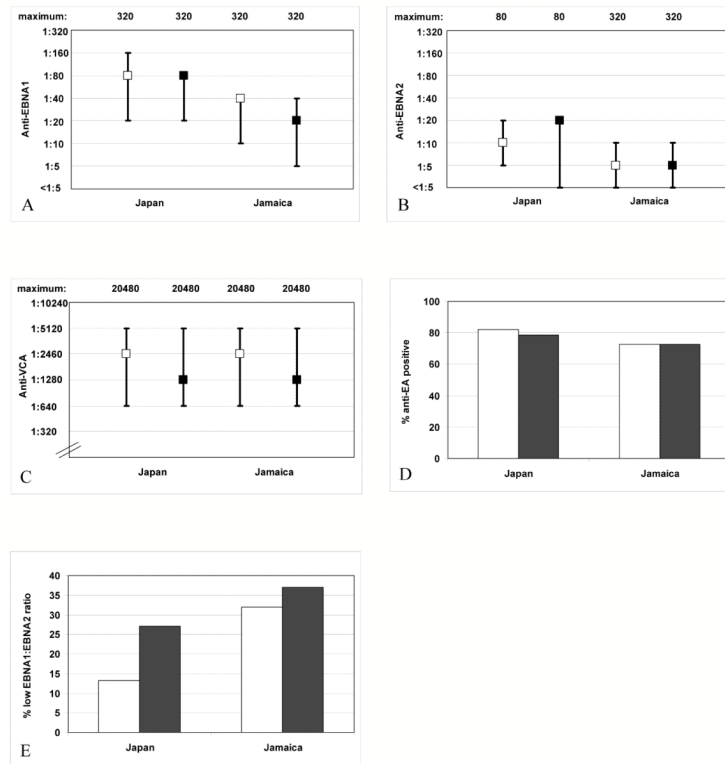 maximum: 320 320 320 320
1:320
1:160
1:80
1:40
1:20
1:10
1:5
<1:5
Anti-EBNA1
Japan Jamaica
A
maximum: 80 80 320 320
1:320
1:160
1:80
1:40
1:20
1:10
1:5
<1:5
Anti-EBNA2
Japan Jamaica
B
maximum: 20480 20480 20480 20480
1:10240
1:5120
1:2460
1:1280
1:640
1:320
Anti-VCA
Japan Jamaica
C
100
80
60
40
20
0
% anti-EA positive
Japan Jamaica
D
40
35
30
25
20
15
10
5
0
% low EBNA1:EBNA2 ratio
Japan Jamaica
E